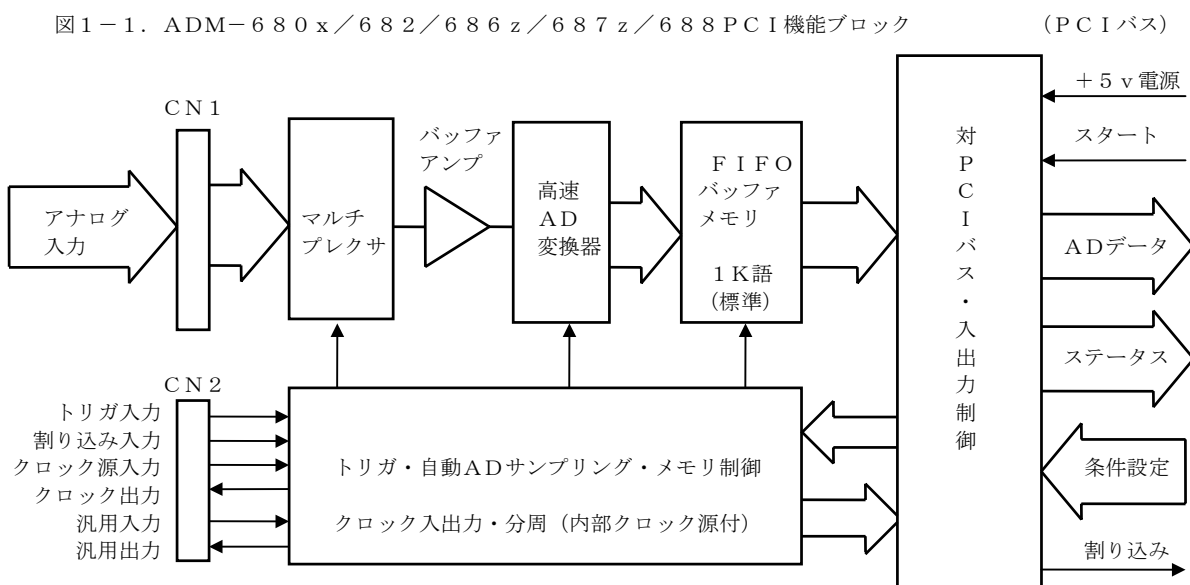 図１－１．ＡＤＭ－６８０ｘ／６８２／６８６ｚ／６８７ｚ／６８８ＰＣＩ機能ブロック
（ＰＣＩバス）
ＣＮ１
アナログ
入力
マルチ
プレクサ
バッファ
アンプ
高速
ＡＤ
変換器
ＦＩＦＯ
バッファ
メモリ
１Ｋ語
（標準）
対ＰＣＩバス・入出力制御
＋５ｖ電源
スタート
ＡＤデータ
ステータス
条件設定
割り込み
ＣＮ２
トリガ入力
割り込み入力
クロック源入力
クロック出力
汎用入力
汎用出力
トリガ・自動ＡＤサンプリング・メモリ制御
クロック入出力・分周（内部クロック源付）